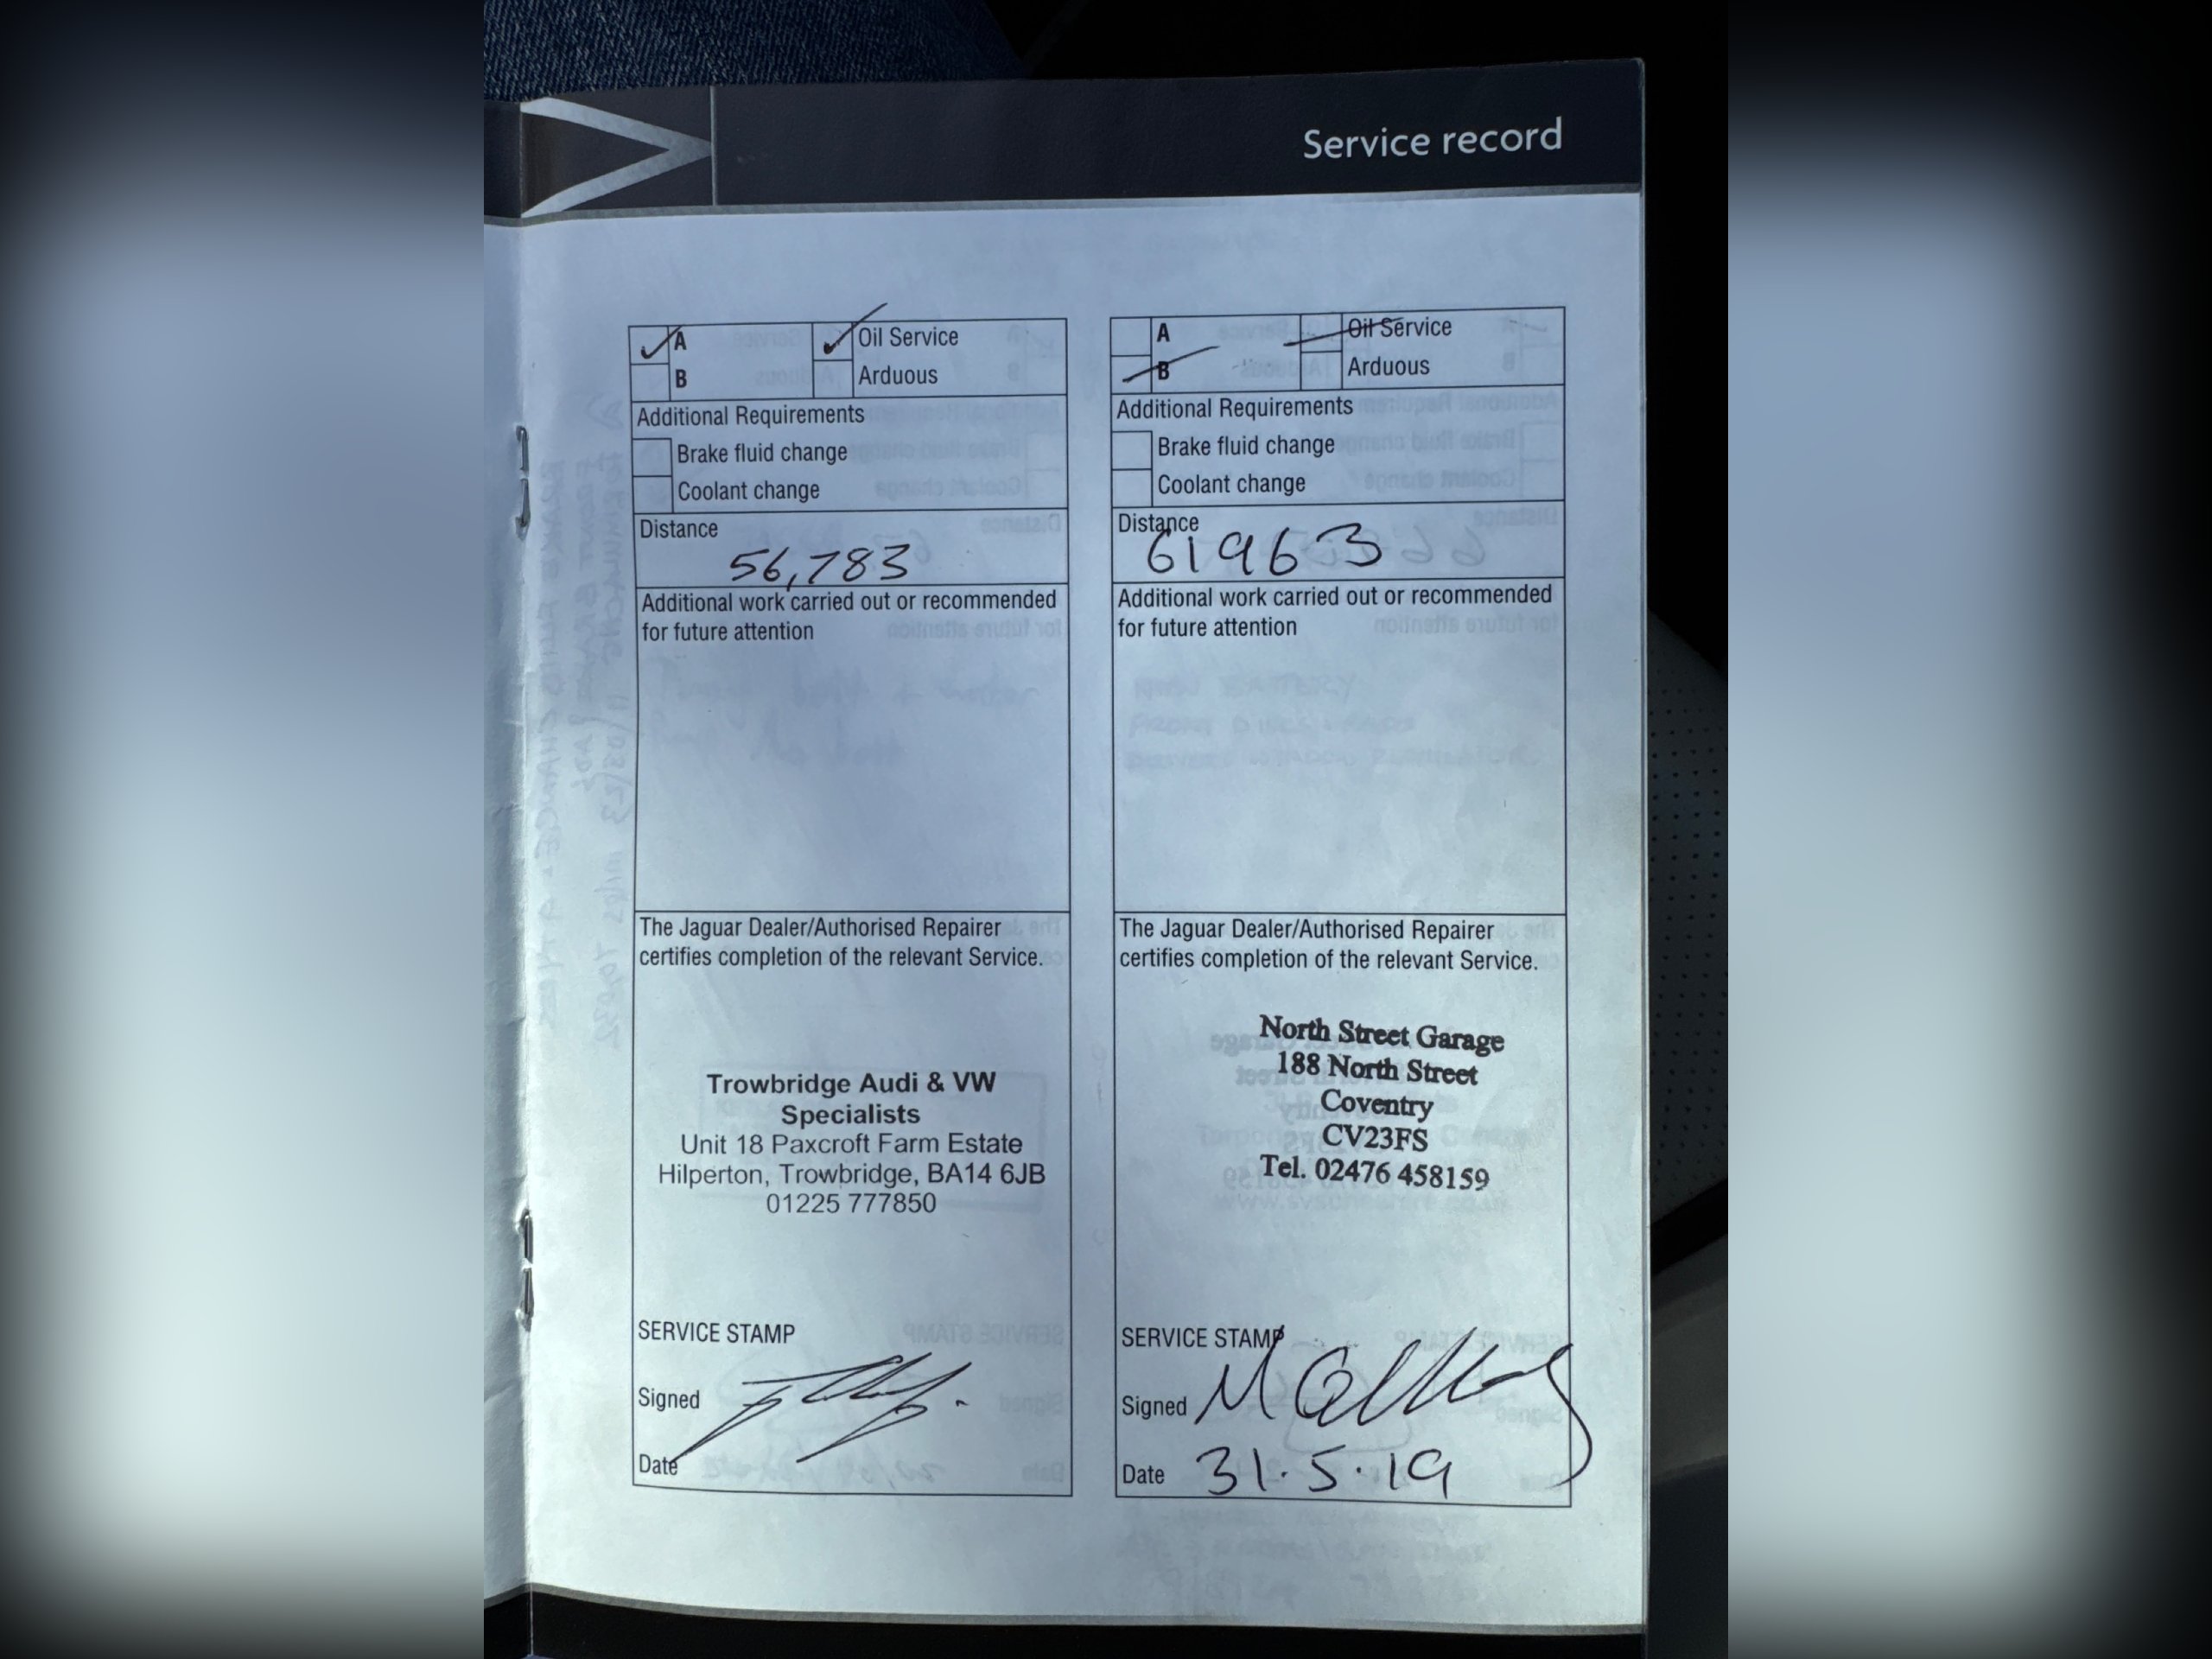 Service record
A
Oil Service
B
Arduous
Additional Requirements
Brake fluid change
Coolant change
Distance
56,783
Additional work carried out or recommended
for future attention
The Jaguar Dealer/Authorised Repairer
certifies completion of the relevant Service.
Trowbridge Audi & VW
Specialists
Unit 18 Paxcroft Farm Estate
Hilperton, Trowbridge, BA14 6JB
01225 777850
SERVICE STAMP
Signed
Date
A
Oil Service
B
Arduous
Additional Requirements
Brake fluid change
Coolant change
Distance
61963
Additional work carried out or recommended
for future attention
The Jaguar Dealer/Authorised Repairer
certifies completion of the relevant Service.
North Street Garage
188 North Street
Coventry
CV23FS
Tel. 02476 458159
SERVICE STAMP
Signed
Date 31.5.19